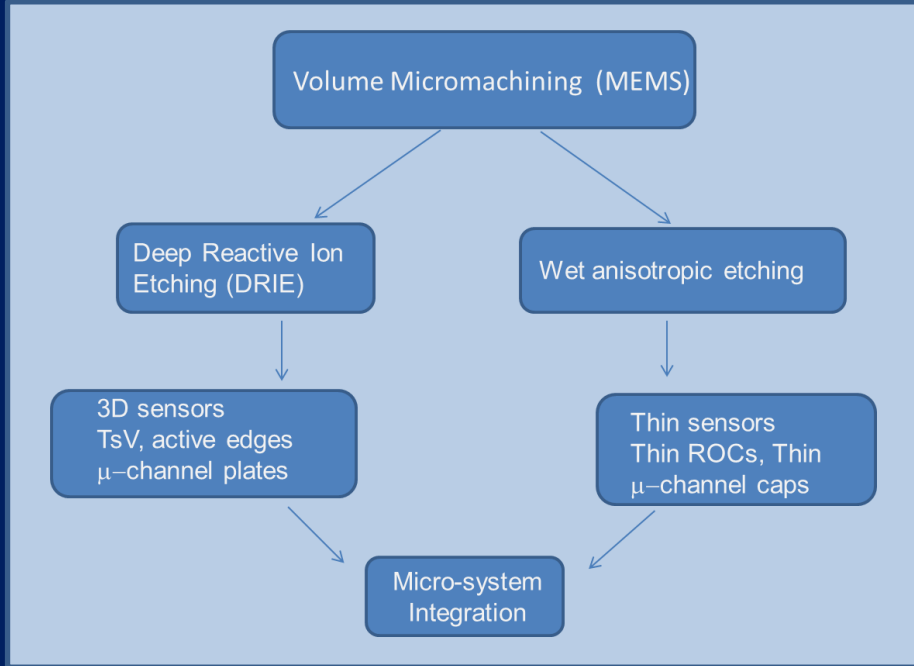 Volume Micromachining (MEMS)
Deep Reactive Ion
Etching (DRIE)
Wet anisotropic etching
3D sensors
TsV, active edges
μ−channel plates
Thin sensors
Thin ROCs, Thin
μ−channel caps
Micro-system
Integration